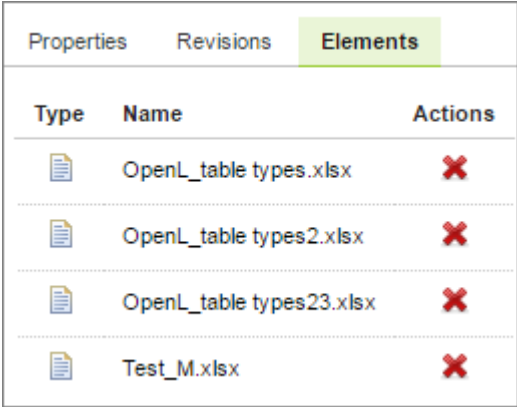 Properties Revisions Elements
Type Name Actions
OpenL_table types.xlsx
OpenL_table types2.xlsx
OpenL_table types23.xlsx
Test_M.xlsx